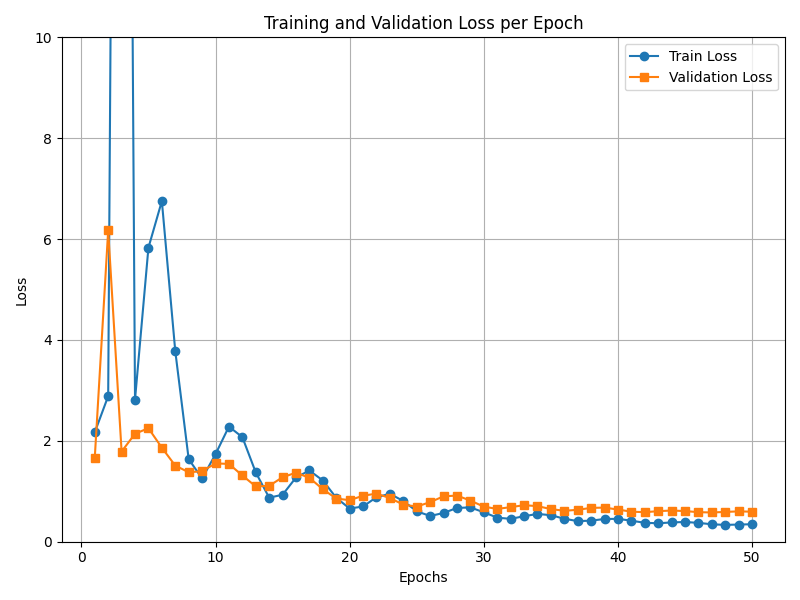 Training and Validation Loss per Epoch
Train Loss
Validation Loss
10
8
6
4
2
0
Loss
0 10 20 30 40 50
Epochs